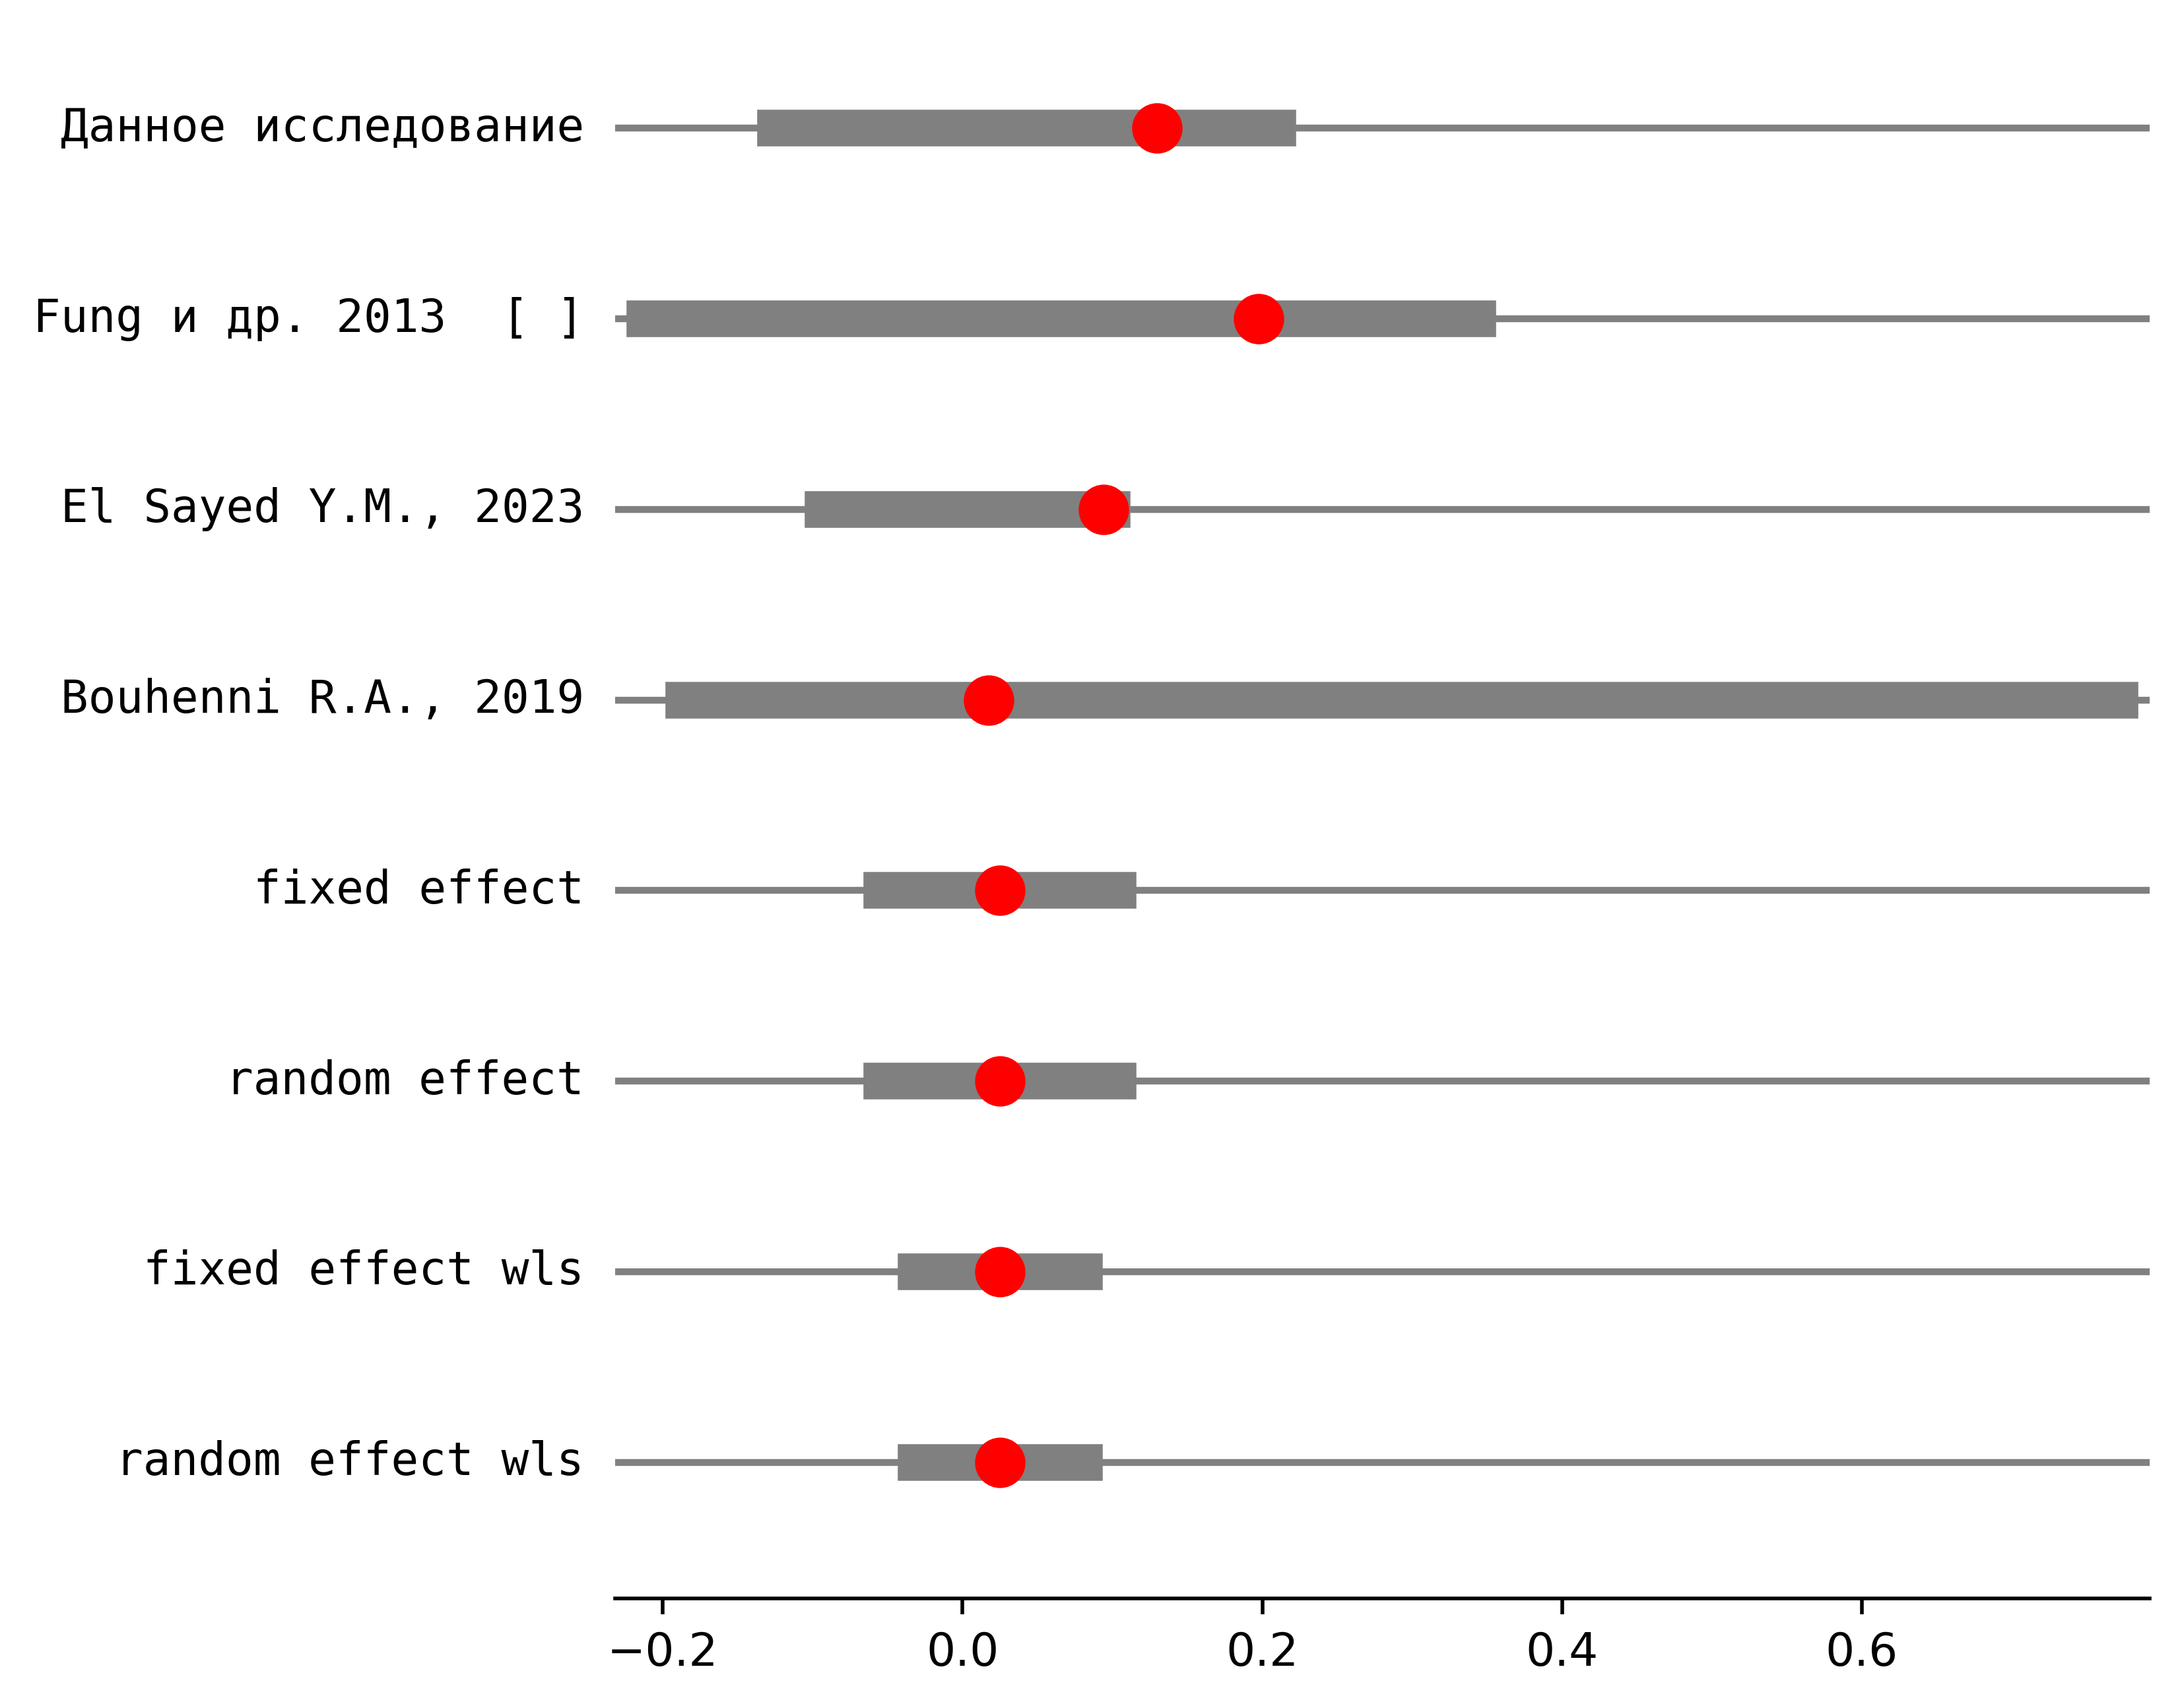 Данное исследование
Fung и др. 2013  [ ]
El Sayed Y.M., 2023
Bouhenni R.A., 2019
fixed effect
random effect
fixed effect wls
random effect wls
−0.2 0.0 0.2 0.4 0.6